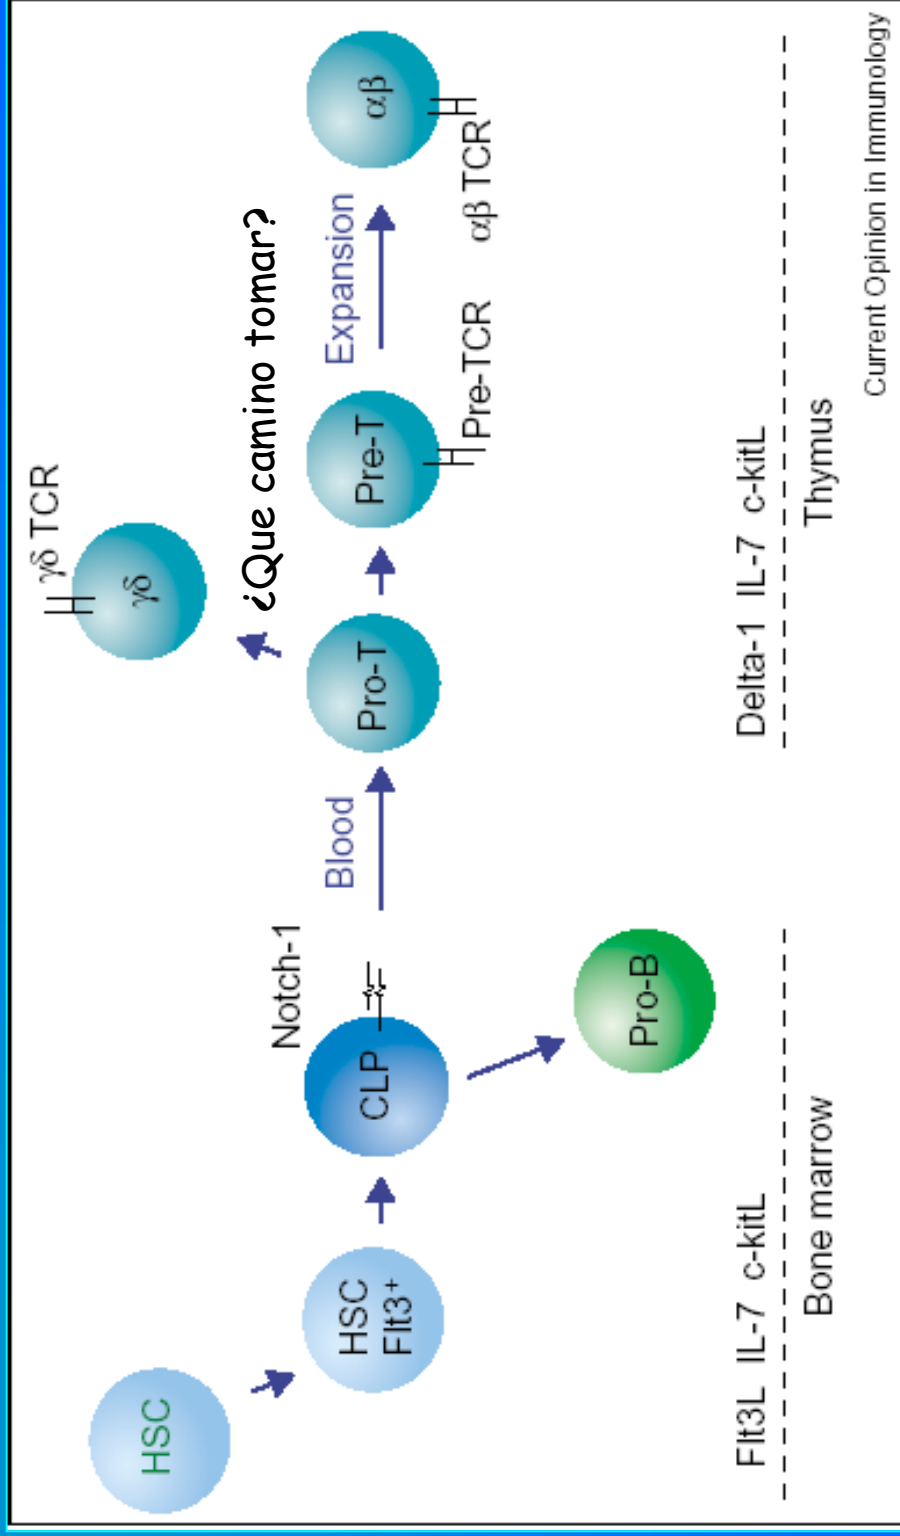 γδ TCR
γδ
¿Que camino tomar?
HSC
HSC
Flt3⁺
CLP
Notch-1
Blood
Pro-T
Pre-T
Expansion
αβ
Pre-TCR
αβ TCR
Pro-B
Flt3L IL-7 c-kitL
Delta-1 IL-7 c-kitL
Bone marrow
Thymus
Current Opinion in Immunology